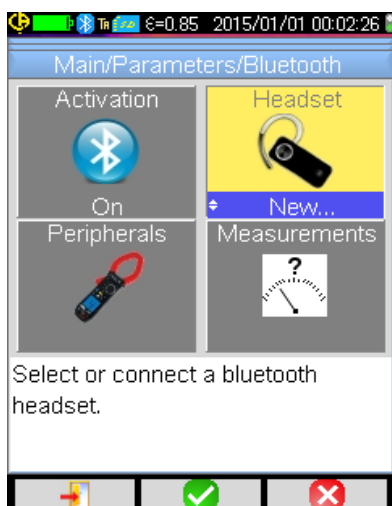 TR ε=0.85 2015/01/01 00:02:26
Main/Parameters/Bluetooth
Activation
Headset
On
New...
Peripherals
Measurements
?
Select or connect a bluetooth
headset.